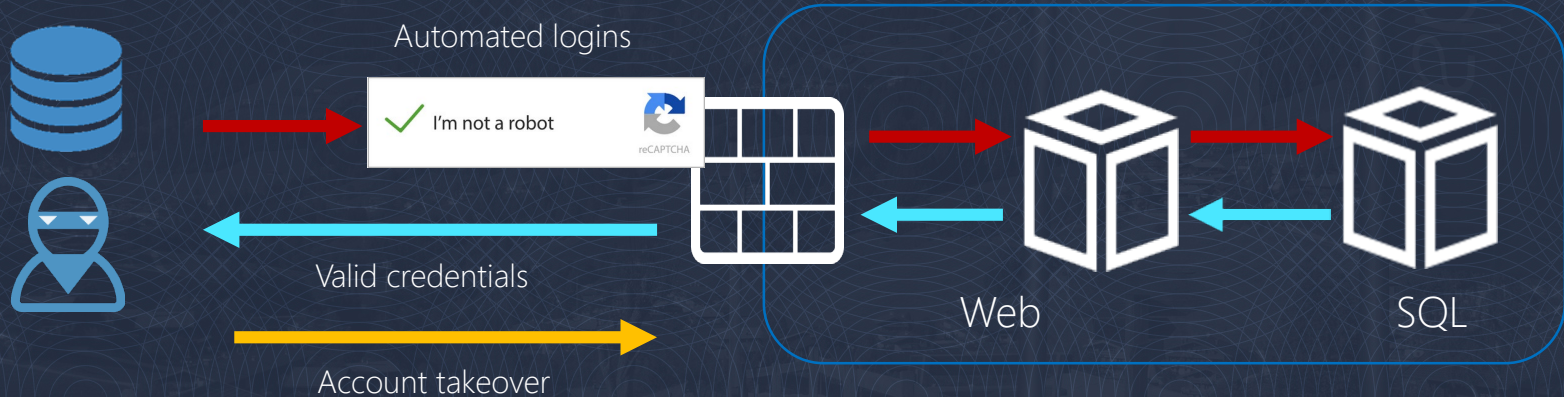 Automated logins
I'm not a robot
reCAPTCHA
Valid credentials
Web
SQL
Account takeover